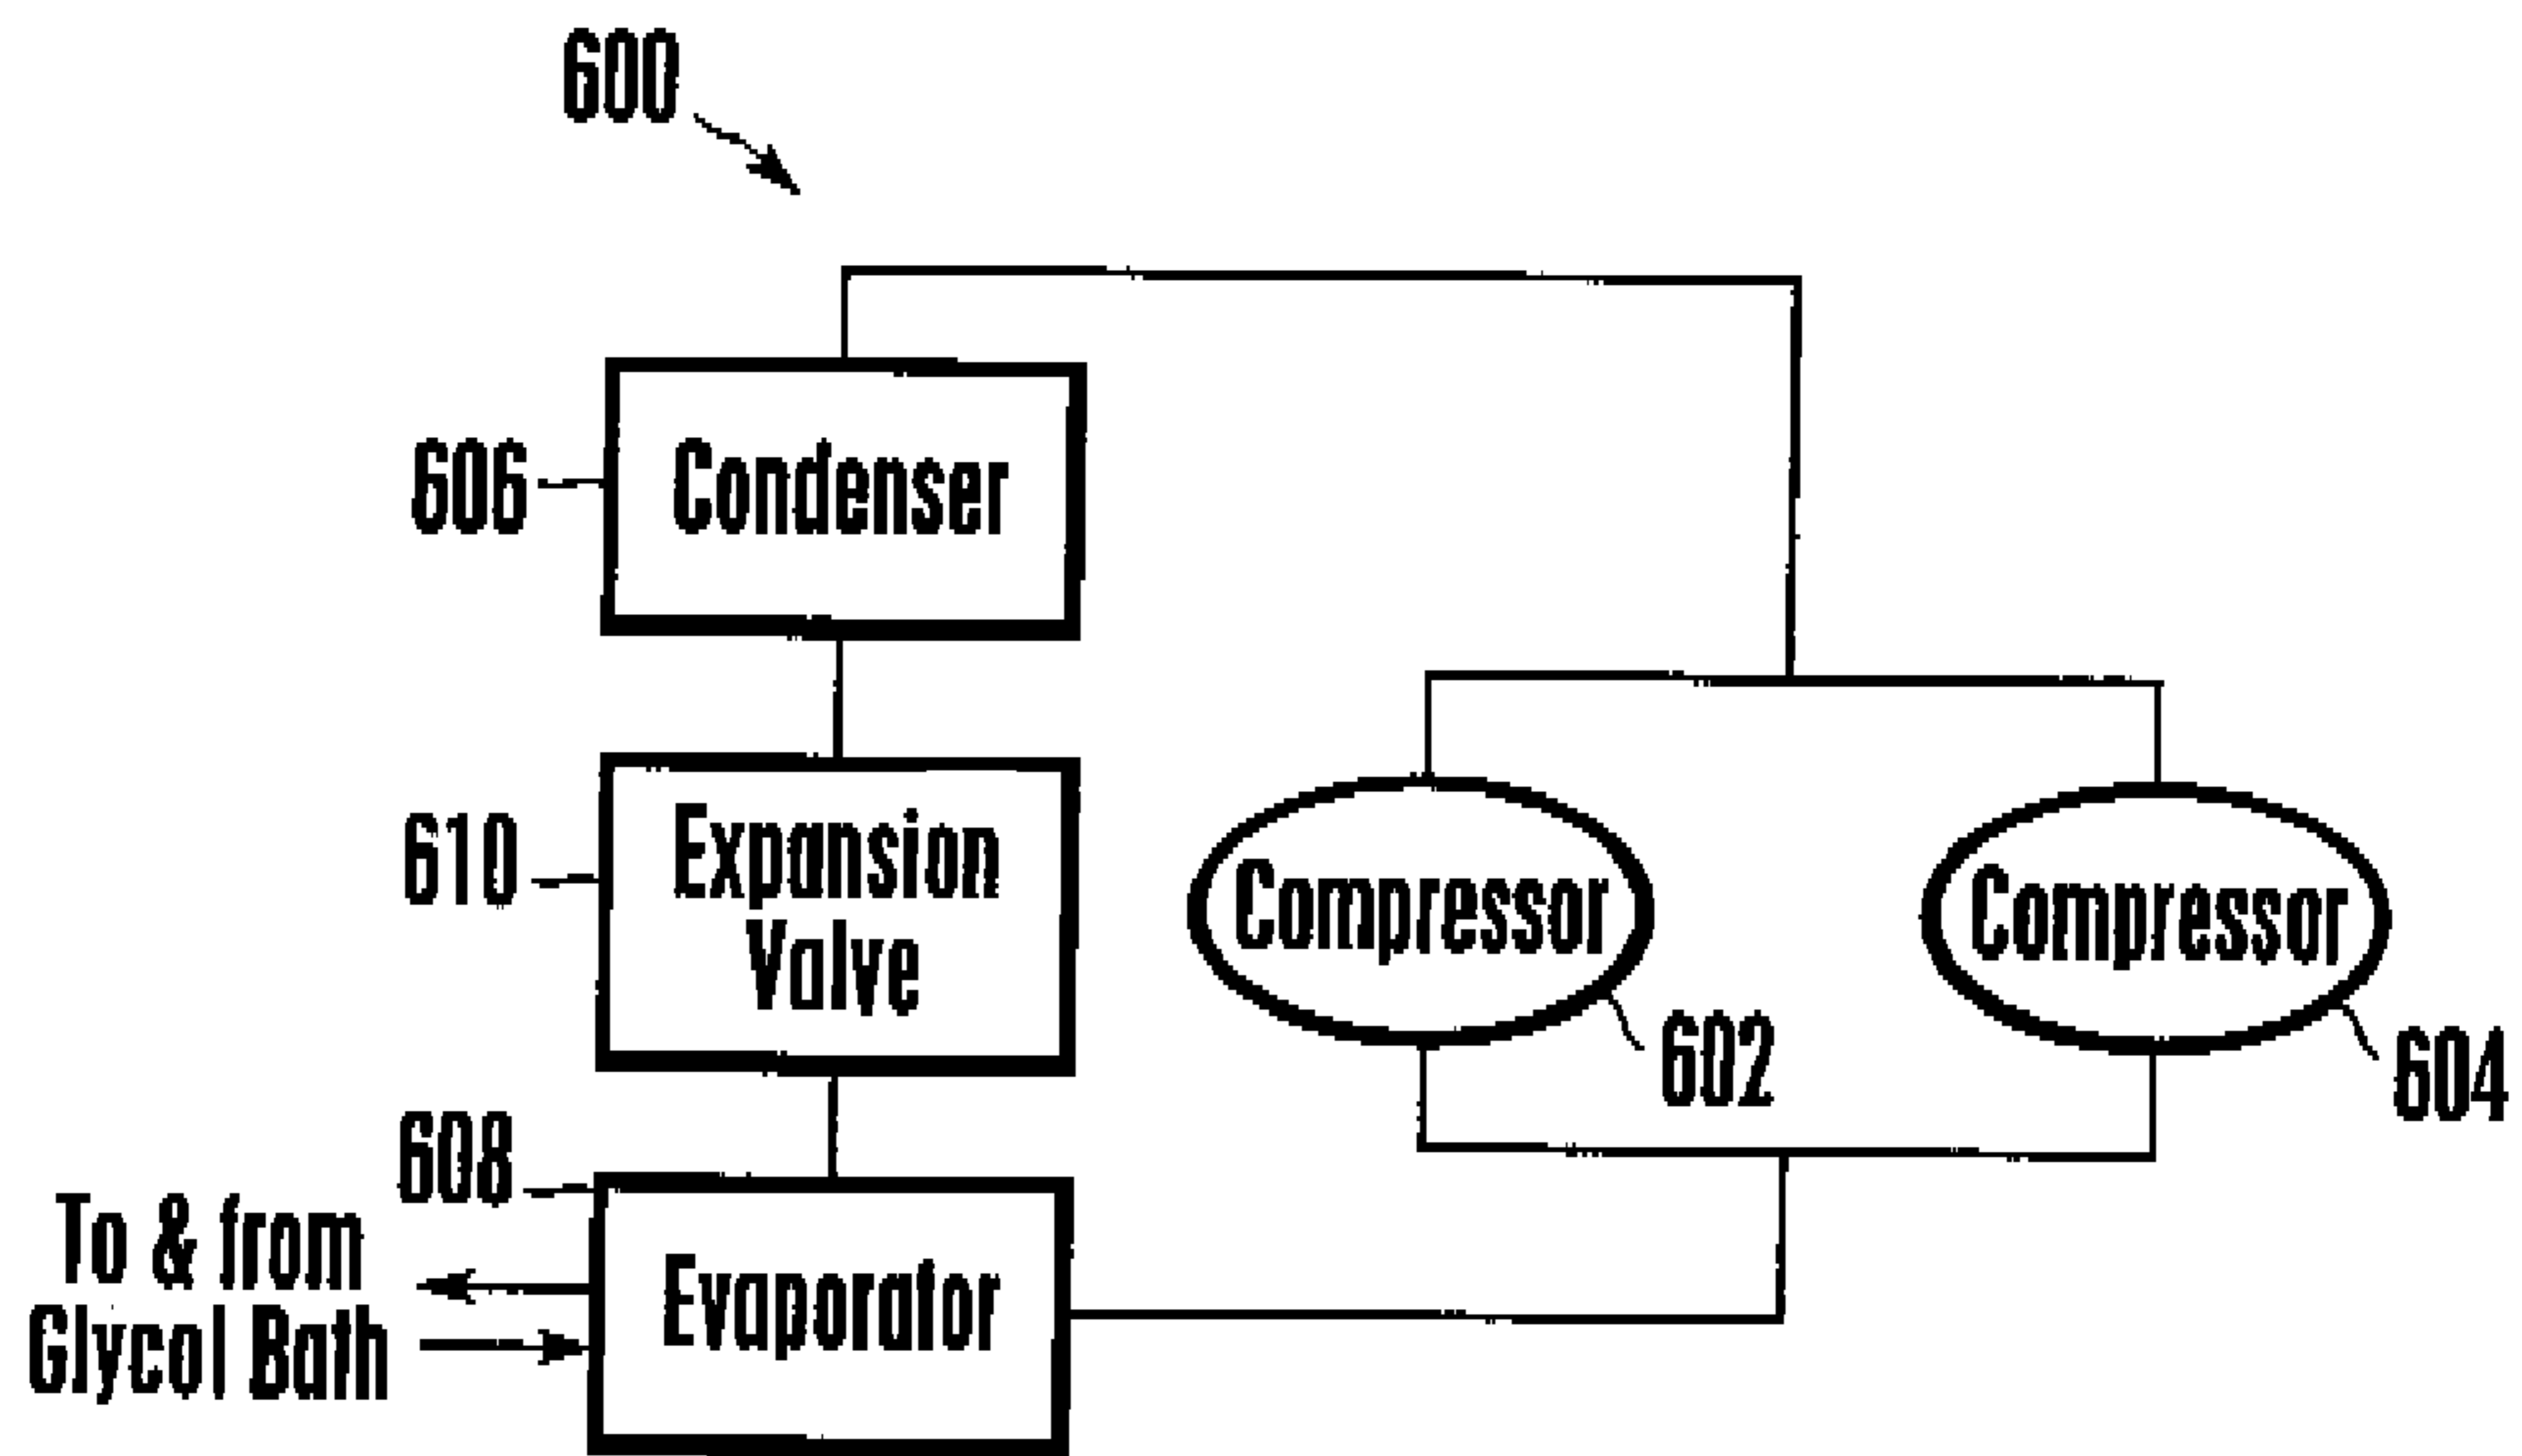 600
606
Condenser
610
Expansion
Valve
Compressor
602
Compressor
604
608
To & from
Glycol Bath
Evaporator